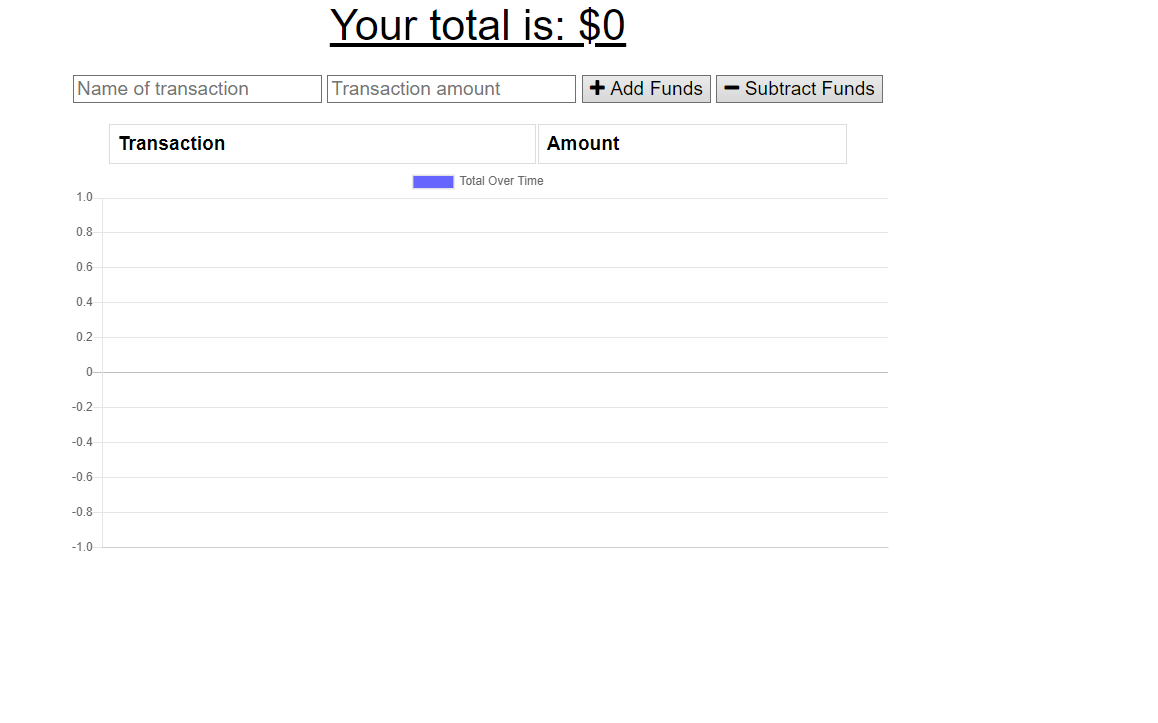 Your total is: $0
Name of transaction Transaction amount + Add Funds − Subtract Funds
Transaction Amount
Total Over Time
1.0
0.8
0.6
0.4
0.2
0
-0.2
-0.4
-0.6
-0.8
-1.0